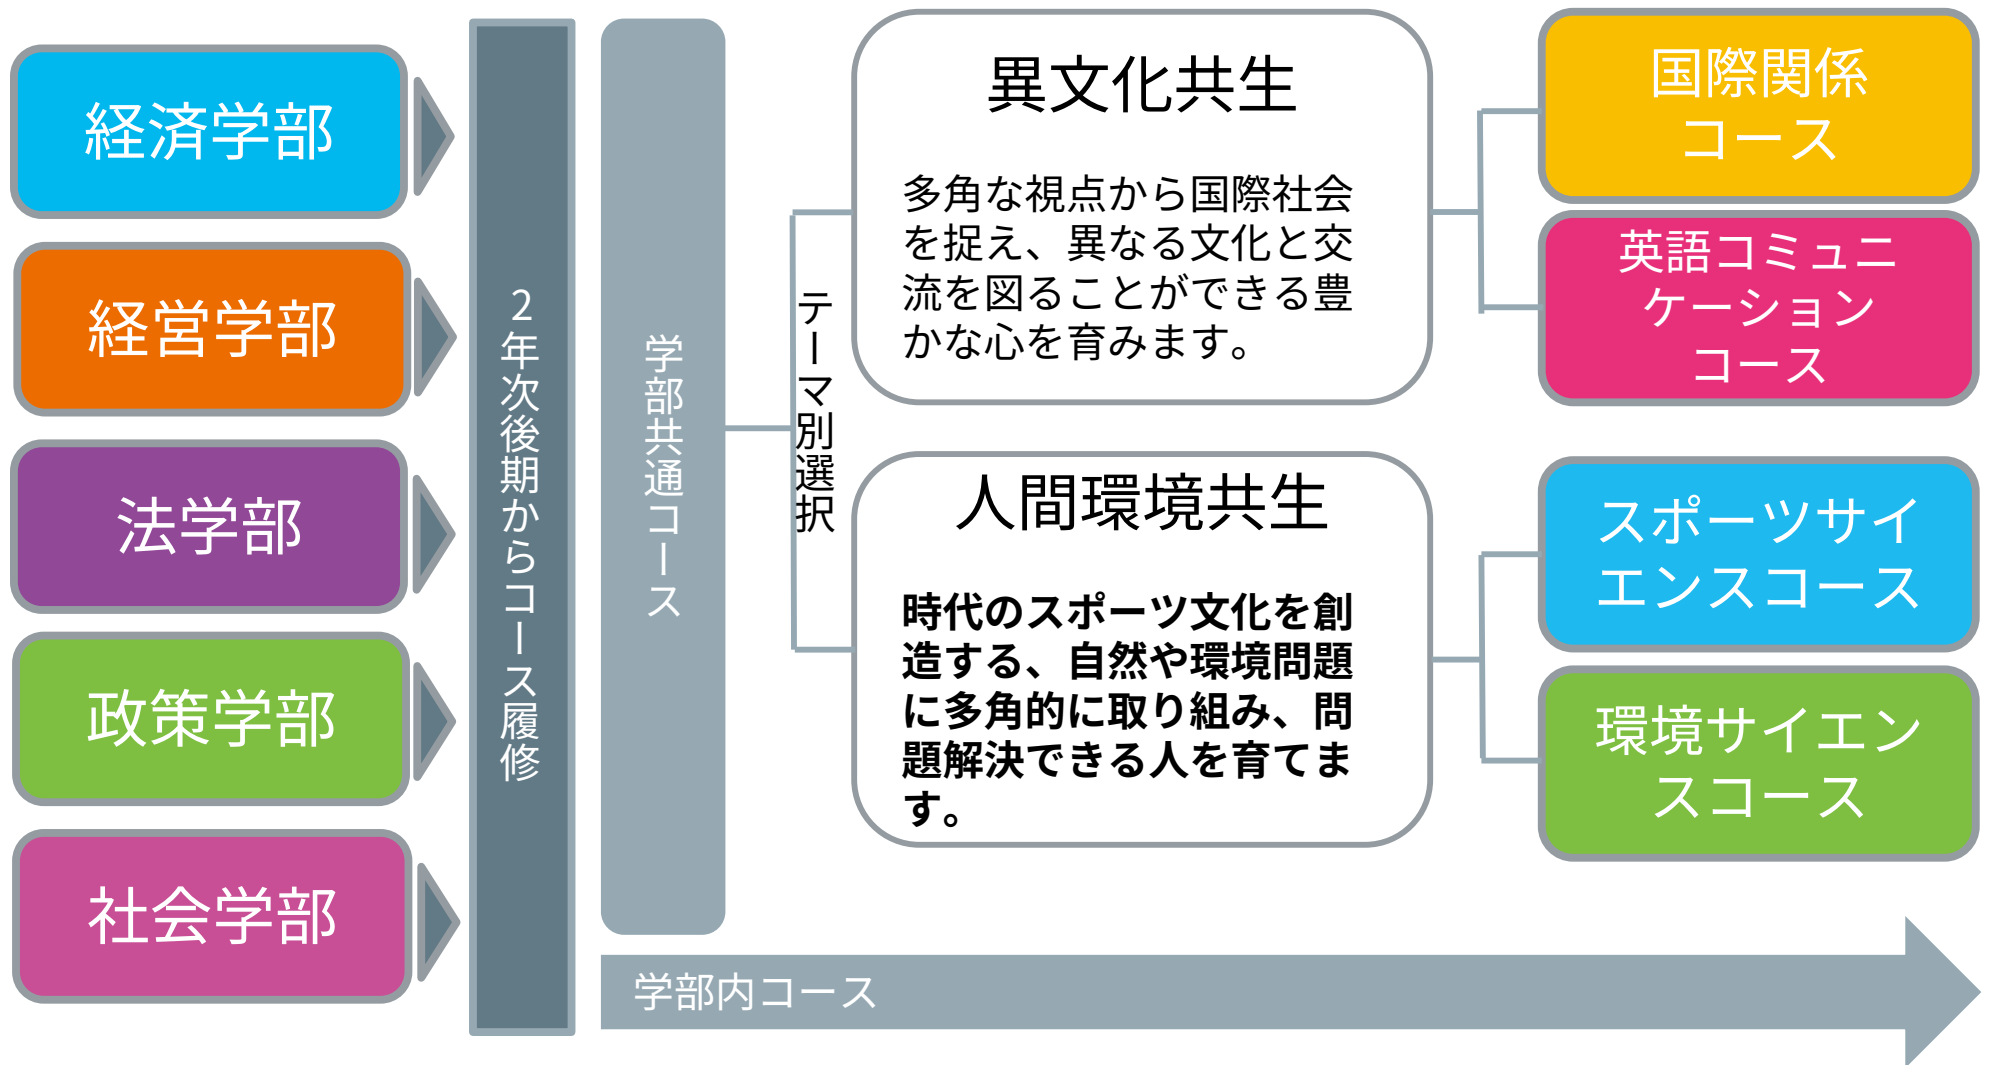 経済学部
経営学部
法学部
政策学部
社会学部
２年次後期からコース履修
学部共通コース
テーマ別選択
異文化共生
多角な視点から国際社会
を捉え、異なる文化と交
流を図ることができる豊
かな心を育みます。
人間環境共生
時代のスポーツ文化を創
造する、自然や環境問題
に多角的に取り組み、問
題解決できる人を育てま
す。
国際関係
コース
英語コミュニ
ケーション
コース
スポーツサイ
エンスコース
環境サイエン
スコース
学部内コース